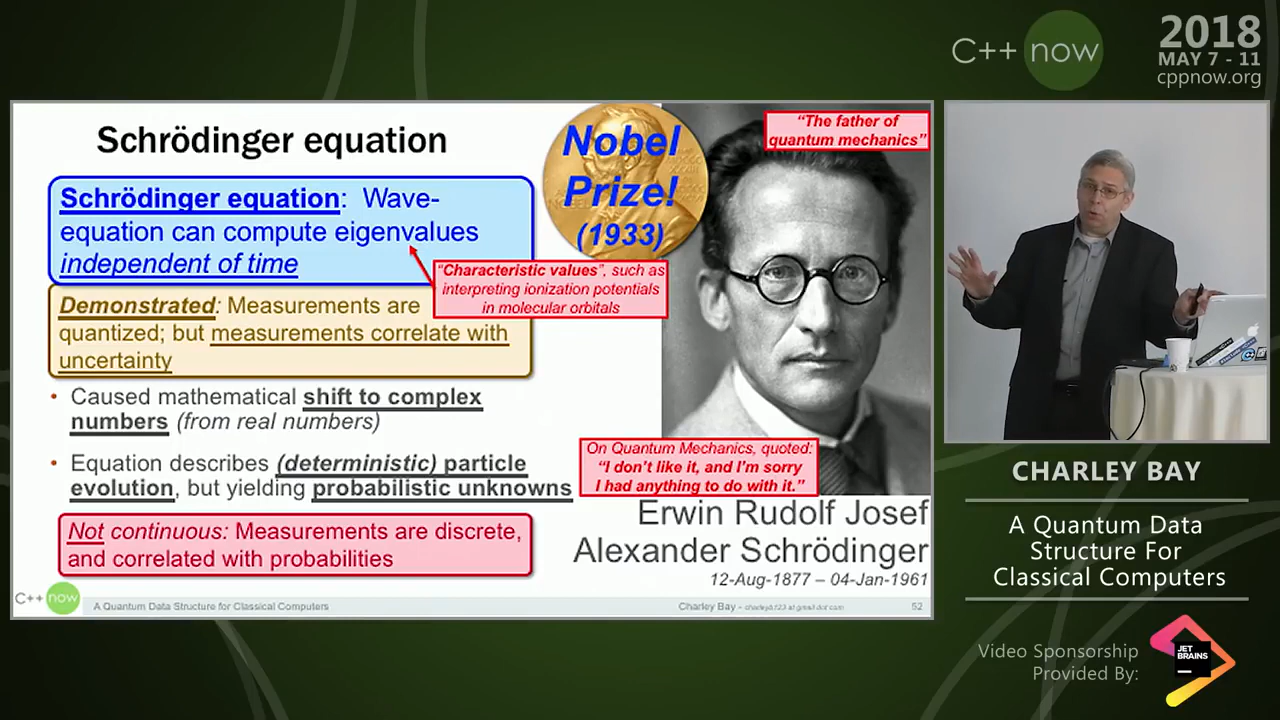 C++ now
2018
MAY 7 - 11
cppnow.org
Schrödinger equation
Nobel
Prize!
(1933)
“The father of
quantum mechanics”
Schrödinger equation: Wave-
equation can compute eigenvalues
independent of time
“Characteristic values”, such as
interpreting ionization potentials
in molecular orbitals
Demonstrated: Measurements are
quantized; but measurements correlate with
uncertainty
• Caused mathematical shift to complex
numbers (from real numbers)
• Equation describes (deterministic) particle
evolution, but yielding probabilistic unknowns
Not continuous: Measurements are discrete,
and correlated with probabilities
On Quantum Mechanics, quoted:
“I don’t like it, and I’m sorry
I had anything to do with it.”
Erwin Rudolf Josef
Alexander Schrödinger
12-Aug-1877 – 04-Jan-1961
C++ now
A Quantum Data Structure for Classical Computers
Charley Bay - charleyb123 at gmail dot com
52
CHARLEY BAY
A Quantum Data
Structure For
Classical Computers
Video Sponsorship
Provided By:
JET
BRAINS